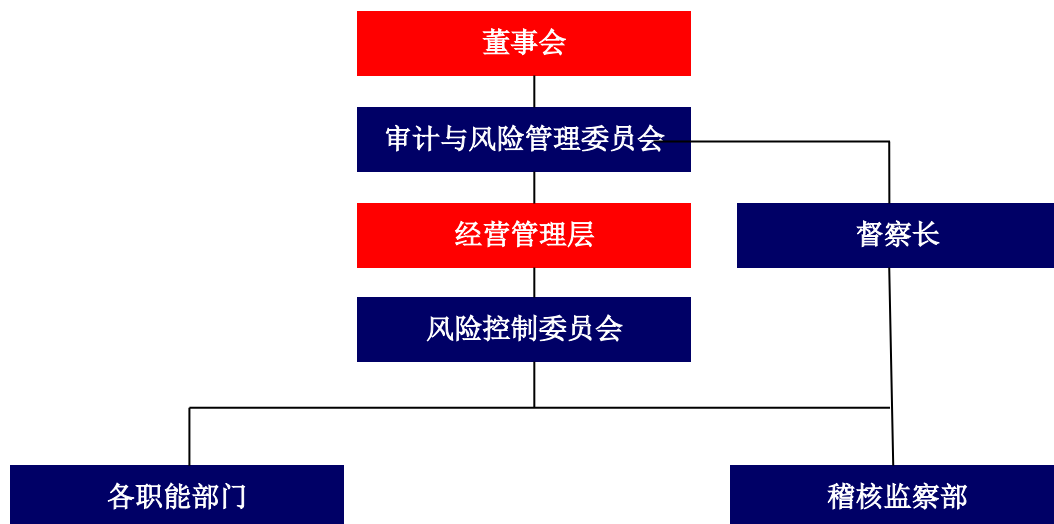 董事会
审计与风险管理委员会
经营管理层
督察长
风险控制委员会
各职能部门
稽核监察部